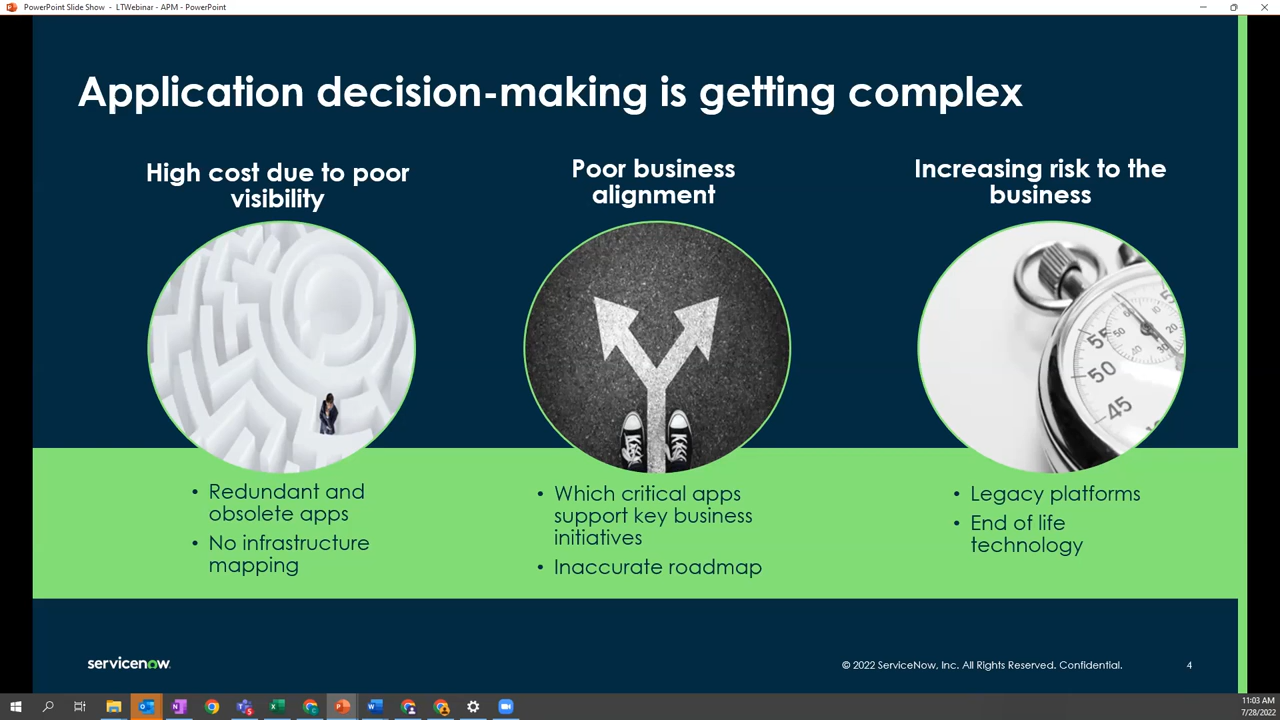 PowerPoint Slide Show - LTWebinar - APM - PowerPoint
Application decision-making is getting complex
High cost due to poor
visibility
• Redundant and
obsolete apps
• No infrastructure
mapping
Poor business
alignment
• Which critical apps
support key business
initiatives
• Inaccurate roadmap
Increasing risk to the
business
55
50
45
• Legacy platforms
• End of life
technology
servicenow.
© 2022 ServiceNow, Inc. All Rights Reserved. Confidential.
4
11:03 AM
7/28/2022